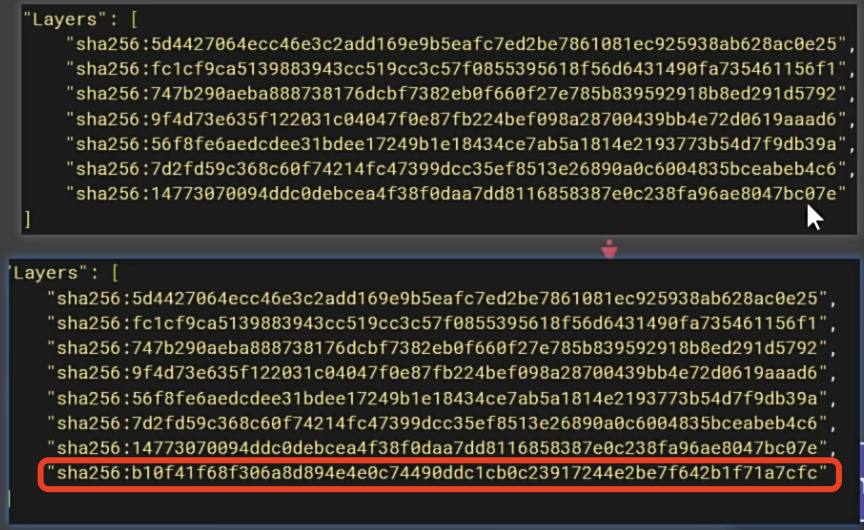 "Layers": [
"sha256:5d4427064ecc46e3c2add169e9b5eafc7ed2be7861081ec925938ab628ac0e25",
"sha256:fc1cf9ca5139883943cc519cc3c57f0855395618f56d6431490fa735461156f1",
"sha256:747b290aeba888738176dcbf7382eb0f660f27e785b839592918b8ed291d5792",
"sha256:9f4d73e635f122031c04047f0e87fb224bef098a28700439bb4e72d0619aaad6",
"sha256:56f8fe6aedcdee31bdee17249b1e18434ce7ab5a1814e2193773b54d7f9db39a",
"sha256:7d2fd59c368c60f74214fc47399dcc35ef8513e26890a0c6004835bceabeb4c6",
"sha256:14773070094ddc0debcea4f38f0daa7dd8116858387e0c238fa96ae8047bc07e"
]
"Layers": [
"sha256:5d4427064ecc46e3c2add169e9b5eafc7ed2be7861081ec925938ab628ac0e25",
"sha256:fc1cf9ca5139883943cc519cc3c57f0855395618f56d6431490fa735461156f1",
"sha256:747b290aeba888738176dcbf7382eb0f660f27e785b839592918b8ed291d5792",
"sha256:9f4d73e635f122031c04047f0e87fb224bef098a28700439bb4e72d0619aaad6",
"sha256:56f8fe6aedcdee31bdee17249b1e18434ce7ab5a1814e2193773b54d7f9db39a",
"sha256:7d2fd59c368c60f74214fc47399dcc35ef8513e26890a0c6004835bceabeb4c6",
"sha256:14773070094ddc0debcea4f38f0daa7dd8116858387e0c238fa96ae8047bc07e",
"sha256:b10f41f68f306a8d894e4e0c74490ddc1cb0c23917244e2be7f642b1f71a7cfc"
]